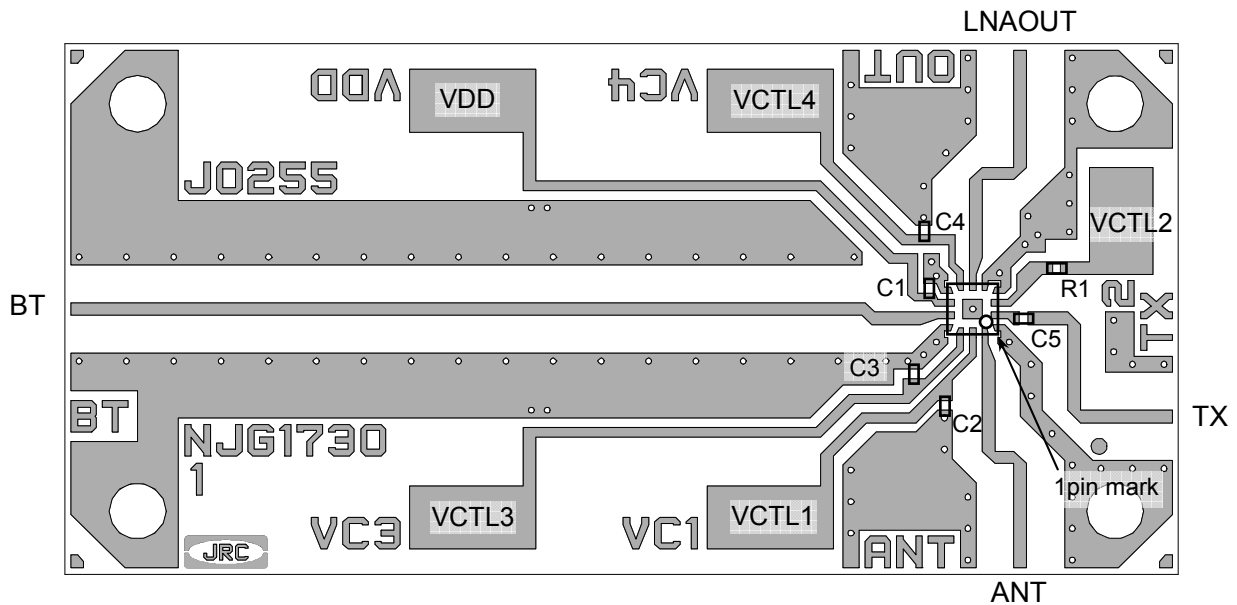 LNAOUT
VDD
VDD
VC4
VCTL4
OUT
J0255
C4
VCTL2
C1
R1
2
TX
BT
C5
C3
TX
BT
C2
NJG1730
1
1pin mark
VC3
VCTL3
VC1
VCTL1
ANT
JRC
ANT